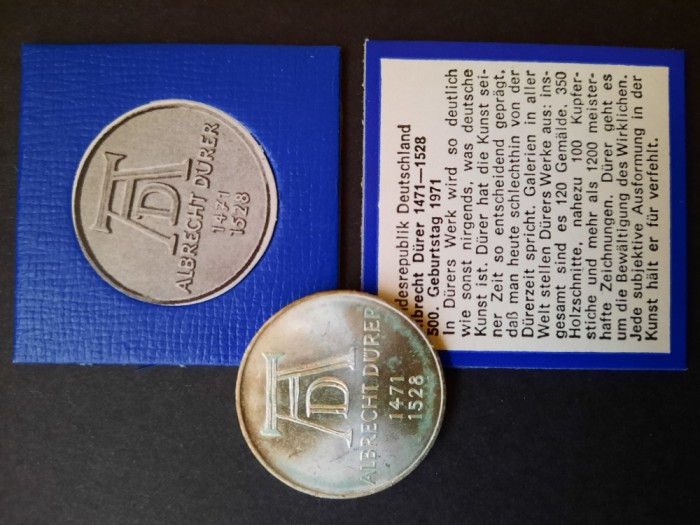 AD
ALBRECHT DÜRER
1471
1528
desrepublik Deutschland
lbrecht Dürer 1471—1528
500. Geburtstag 1971
In Dürers Werk wird so deutlich
wie sonst nirgends, was deutsche
Kunst ist. Dürer hat die Kunst sei-
ner Zeit so entscheidend geprägt,
daß man heute schlechthin von der
Dürerzeit spricht. Galerien in aller
Welt stellen Dürers Werke aus: ins-
gesamt sind es 120 Gemälde, 350
Holzschnitte, nahezu 100 Kupfer-
stiche und mehr als 1200 meister-
hafte Zeichnungen. Dürer geht es
um die Bewältigung des Wirklichen.
Jede subjektive Ausformung in der
Kunst hält er für verfehlt.
AD
ALBRECHT DÜRER
1471
1528